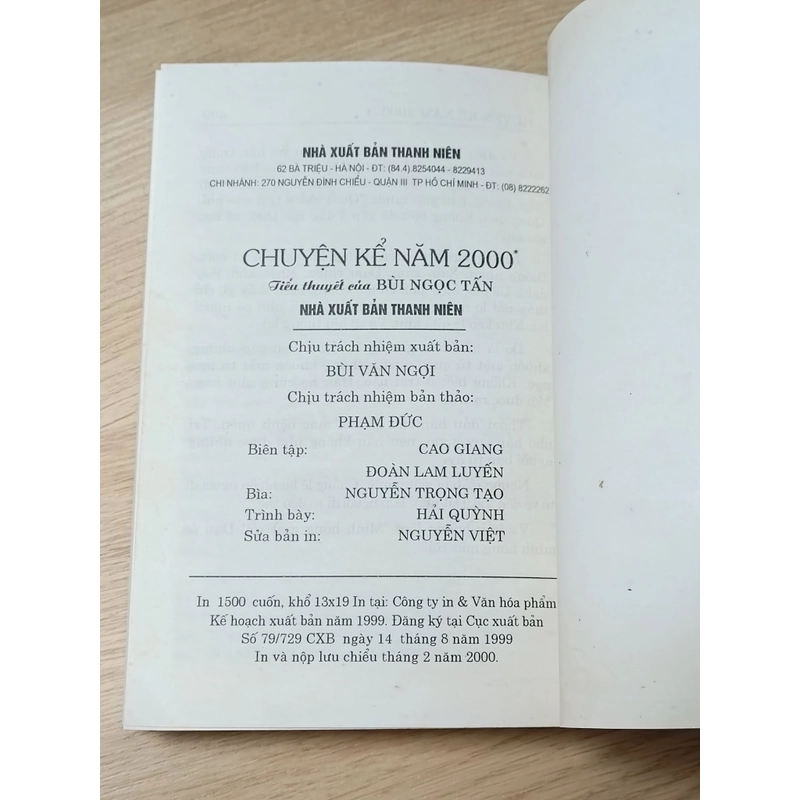 NHÀ XUẤT BẢN THANH NIÊN
62 BÀ TRIỆU - HÀ NỘI - ĐT: (84.4).8254044 - 8229413
CHI NHÁNH: 270 NGUYỄN ĐÌNH CHIỂU - QUẬN III TP HỒ CHÍ MINH - ĐT: (08) 8222262
CHUYỆN KỂ NĂM 2000*
Tiểu thuyết của BÙI NGỌC TẤN
NHÀ XUẤT BẢN THANH NIÊN
Chịu trách nhiệm xuất bản:
BÙI VĂN NGỢI
Chịu trách nhiệm bản thảo:
PHẠM ĐỨC
Biên tập: CAO GIANG
ĐOÀN LAM LUYẾN
Bìa: NGUYỄN TRỌNG TẠO
Trình bày: HẢI QUỲNH
Sửa bản in: NGUYỄN VIỆT
In 1500 cuốn, khổ 13x19 In tại: Công ty in & Văn hóa phẩm
Kế hoạch xuất bản năm 1999. Đăng ký tại Cục xuất bản
Số 79/729 CXB ngày 14 tháng 8 năm 1999
In và nộp lưu chiểu tháng 2 năm 2000.